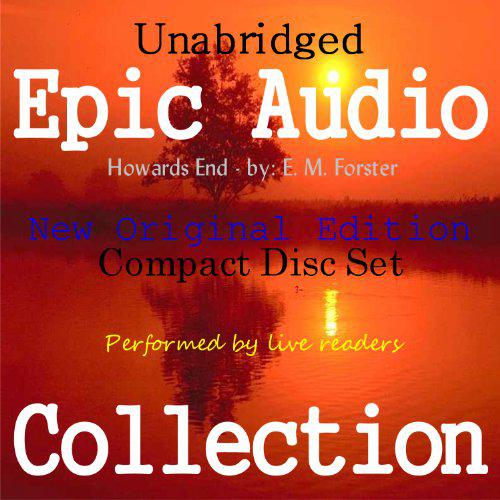 Unabridged
Epic Audio
Howards End - by: E. M. Forster
New Original Edition
Compact Disc Set
Performed by live readers
Collection